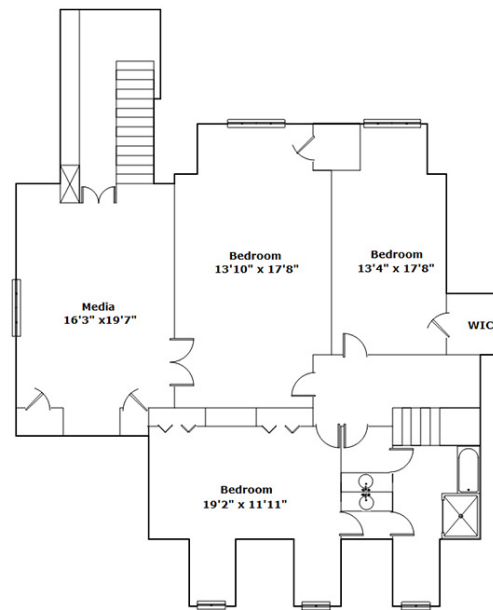 Bedroom
13'10" x 17'8"
Bedroom
13'4" x 17'8"
Media
16'3" x19'7"
WIC
Bedroom
19'2" x 11'11"